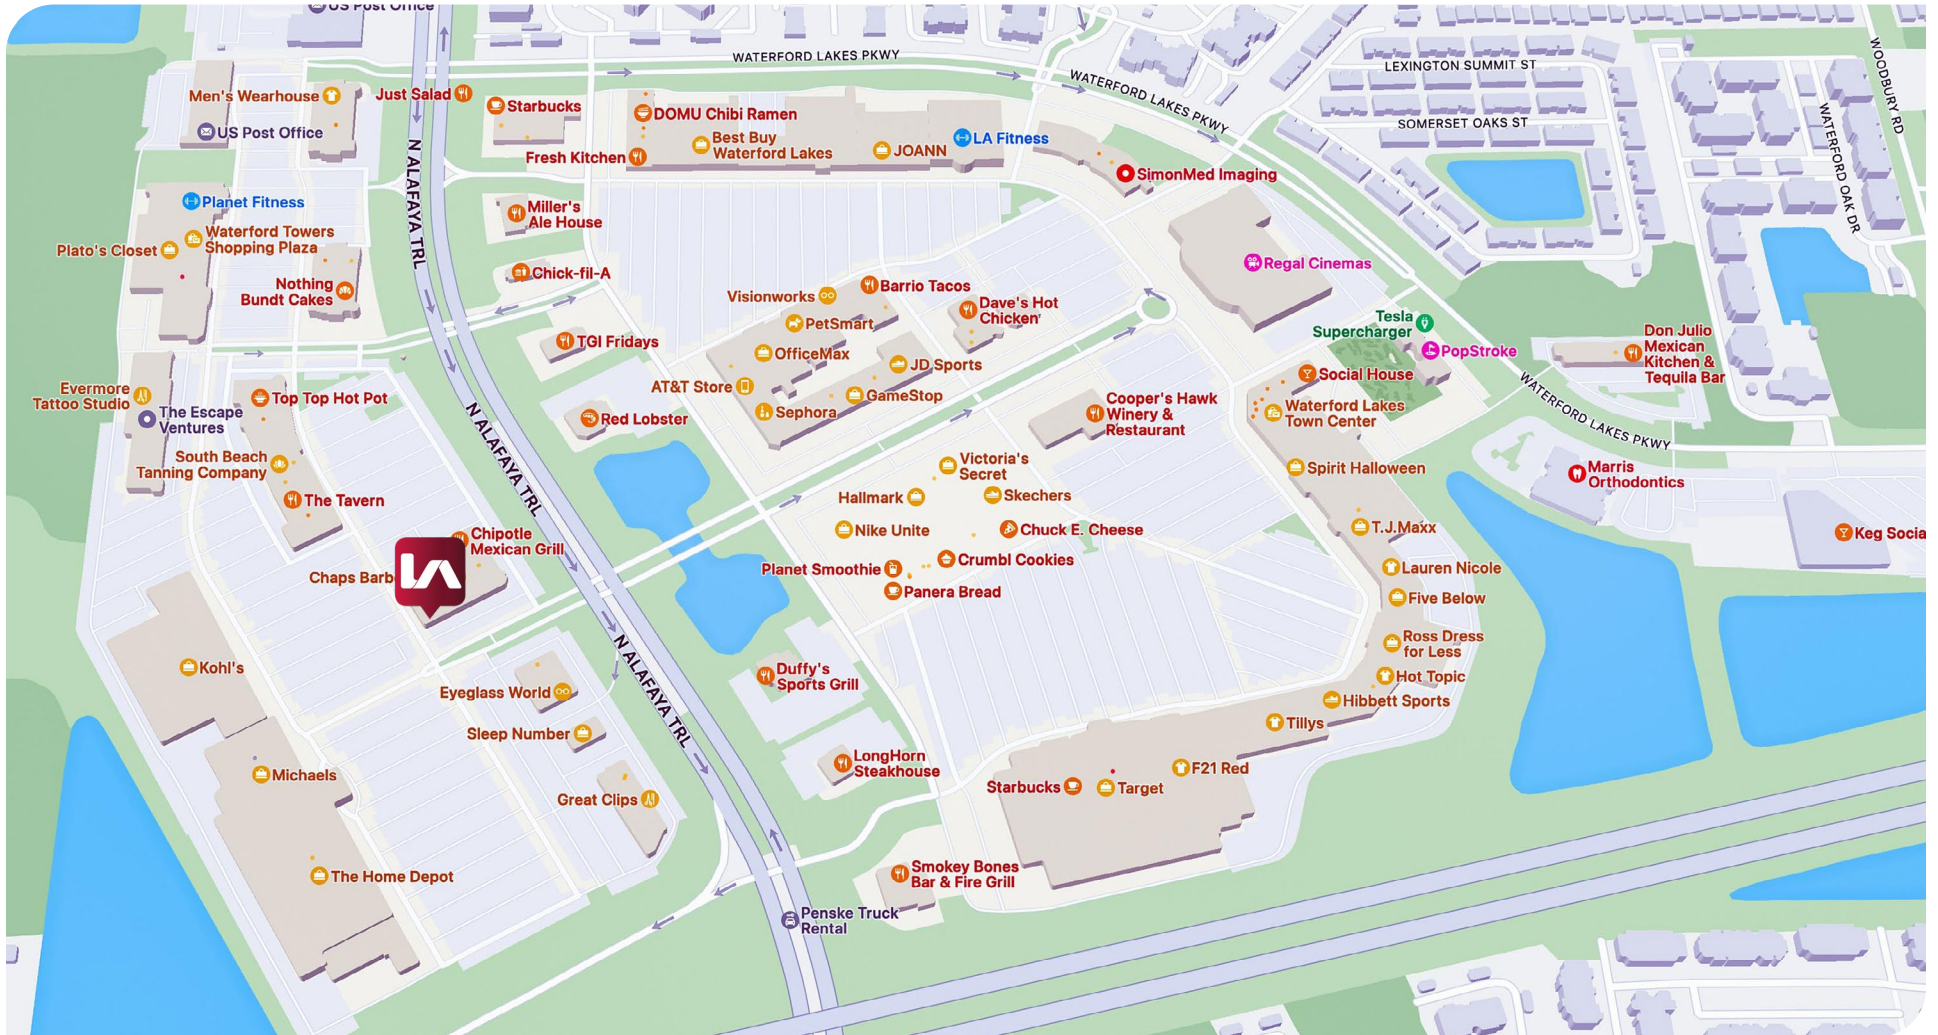 US Post Office
WATERFORD LAKES PKWY
WATERFORD LAKES PKWY
LEXINGTON SUMMIT ST
SOMERSET OAKS ST
WOODBURY RD
WATERFORD OAK DR
Men's Wearhouse
US Post Office
Just Salad
Starbucks
DOMU Chibi Ramen
Best Buy
Waterford Lakes
Fresh Kitchen
JOANN
LA Fitness
SimonMed Imaging
N ALAFAYA TRL
Planet Fitness
Waterford Towers
Shopping Plaza
Plato's Closet
Nothing
Bundt Cakes
Miller's
Ale House
Chick-fil-A
Regal Cinemas
Visionworks
Barrio Tacos
PetSmart
Dave's Hot
Chicken
TGI Fridays
OfficeMax
JD Sports
AT&T Store
GameStop
Sephora
Red Lobster
Tesla
Supercharger
PopStroke
Don Julio
Mexican
Kitchen &
Tequila Bar
Social House
Waterford Lakes
Town Center
Cooper's Hawk
Winery &
Restaurant
WATERFORD LAKES PKWY
Evermore
Tattoo Studio
The Escape
Ventures
Top Top Hot Pot
South Beach
Tanning Company
The Tavern
N ALAFAYA TRL
Victoria's
Secret
Hallmark
Skechers
Nike Unite
Chuck E. Cheese
Crumbl Cookies
Planet Smoothie
Panera Bread
Spirit Halloween
Marris
Orthodontics
T.J.Maxx
Keg Socia
Lauren Nicole
Five Below
Ross Dress
for Less
Hot Topic
Hibbett Sports
Tillys
Chipotle
Mexican Grill
Chaps Barb
LA
Kohl's
Eyeglass World
Sleep Number
N ALAFAYA TRL
Duffy's
Sports Grill
LongHorn
Steakhouse
Michaels
Great Clips
Starbucks
Target
F21 Red
The Home Depot
Smokey Bones
Bar & Fire Grill
Penske Truck
Rental